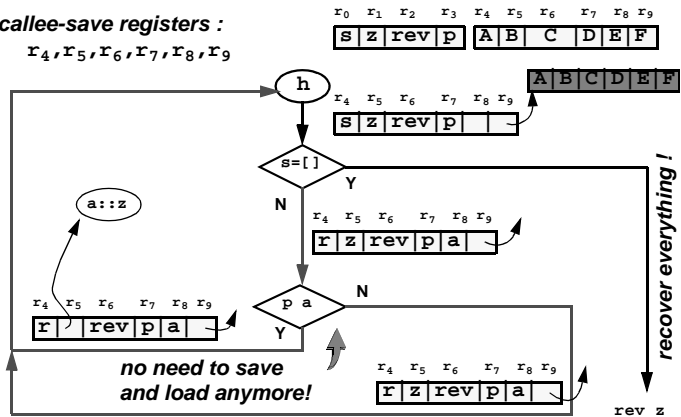 callee-save registers :
r4,r5,r6,r7,r8,r9
r0 r1 r2 r3 r4 r5 r6 r7 r8 r9
s|z|rev|p A|B| C |D|E|F
A|B|C|D|E|F
h
r4 r5 r6 r7 r8 r9
s|z|rev|p| |
s=[]
Y
N
recover everything !
a::z
r4 r5 r6 r7 r8 r9
r|z|rev|p|a|
r4 r5 r6 r7 r8 r9
r| |rev|p|a|
p a
N
Y
no need to save
and load anymore!
r4 r5 r6 r7 r8 r9
r|z|rev|p|a|
rev z